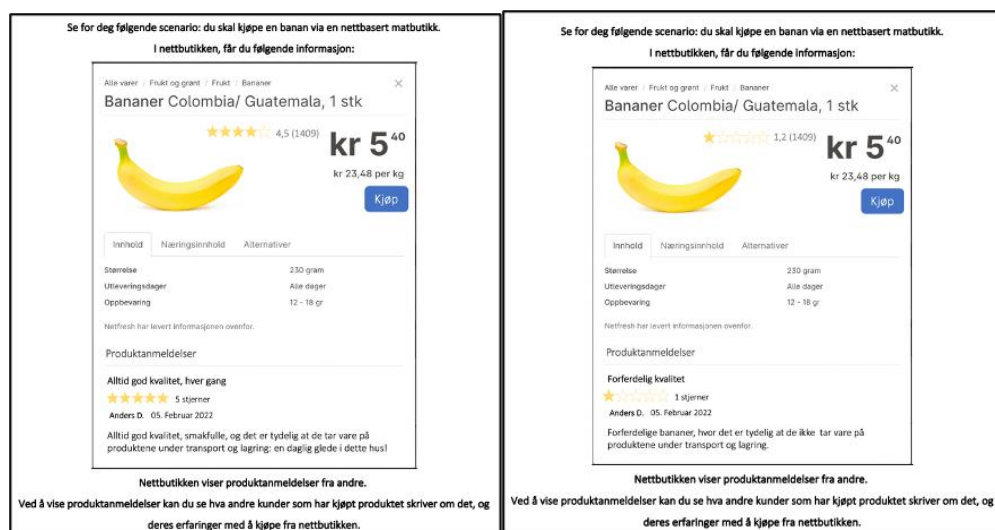 Se for deg følgende scenario: du skal kjøpe en banan via en nettbasert matbutikk.
I nettbutikken, får du følgende informasjon:
Alle varer / Frukt og grønt / Frukt / Bananer
Bananer Colombia/ Guatemala, 1 stk
4,5 (1409)
kr 5 40
kr 23,48 per kg
Kjøp
Innhold Næringsinnhold Alternativer
Størrelse 230 gram
Utleveringsdager Alle dager
Oppbevaring 12 - 18 gr
Netfresh har levert informasjonen ovenfor.
Produktanmeldelser
Alltid god kvalitet, hver gang
5 stjerner
Anders D. 05. Februar 2022
Alltid god kvalitet, smakfulle, og det er tydelig at de tar vare på
produktene under transport og lagring: en daglig glede i dette hus!
Nettbutikken viser produktanmeldelser fra andre.
Ved å vise produktanmeldelser kan du se hva andre kunder som har kjøpt produktet skriver om det, og
deres erfaringer med å kjøpe fra nettbutikken.
Se for deg følgende scenario: du skal kjøpe en banan via en nettbasert matbutikk.
I nettbutikken, får du følgende informasjon:
Alle varer / Frukt og grønt / Frukt / Bananer
Bananer Colombia/ Guatemala, 1 stk
1,2 (1409)
kr 5 40
kr 23,48 per kg
Kjøp
Innhold Næringsinnhold Alternativer
Størrelse 230 gram
Utleveringsdager Alle dager
Oppbevaring 12 - 18 gr
Netfresh har levert informasjonen ovenfor.
Produktanmeldelser
Forferdelig kvalitet
1 stjerner
Anders D. 05. Februar 2022
Forferdelige bananer, hvor det er tydelig at de ikke tar vare på
produktene under transport og lagring.
Nettbutikken viser produktanmeldelser fra andre.
Ved å vise produktanmeldelser kan du se hva andre kunder som har kjøpt produktet skriver om det, og
deres erfaringer med å kjøpe fra nettbutikken.